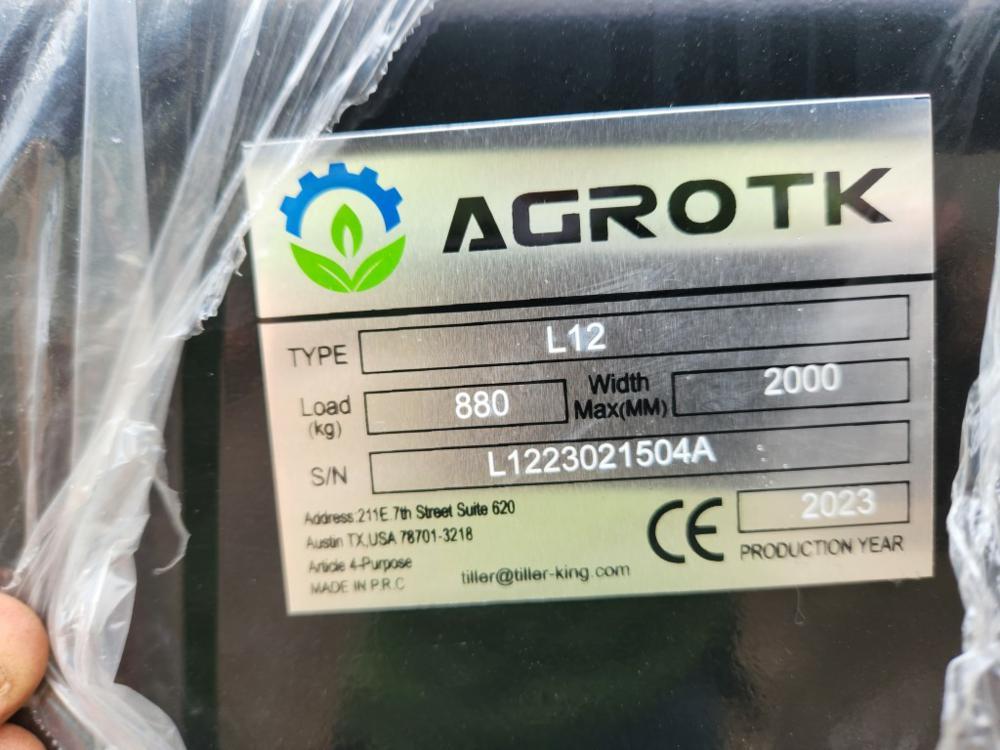 AGROTK
TYPE L12
Load (kg) 880 Width Max(MM) 2000
S/N L1223021504A
Address:211E.7th Street Suite 620
Austin TX,USA 78701-3218
Article 4-Purpose
MADE IN P.R.C
tiller@tiller-king.com
CE
2023
PRODUCTION YEAR